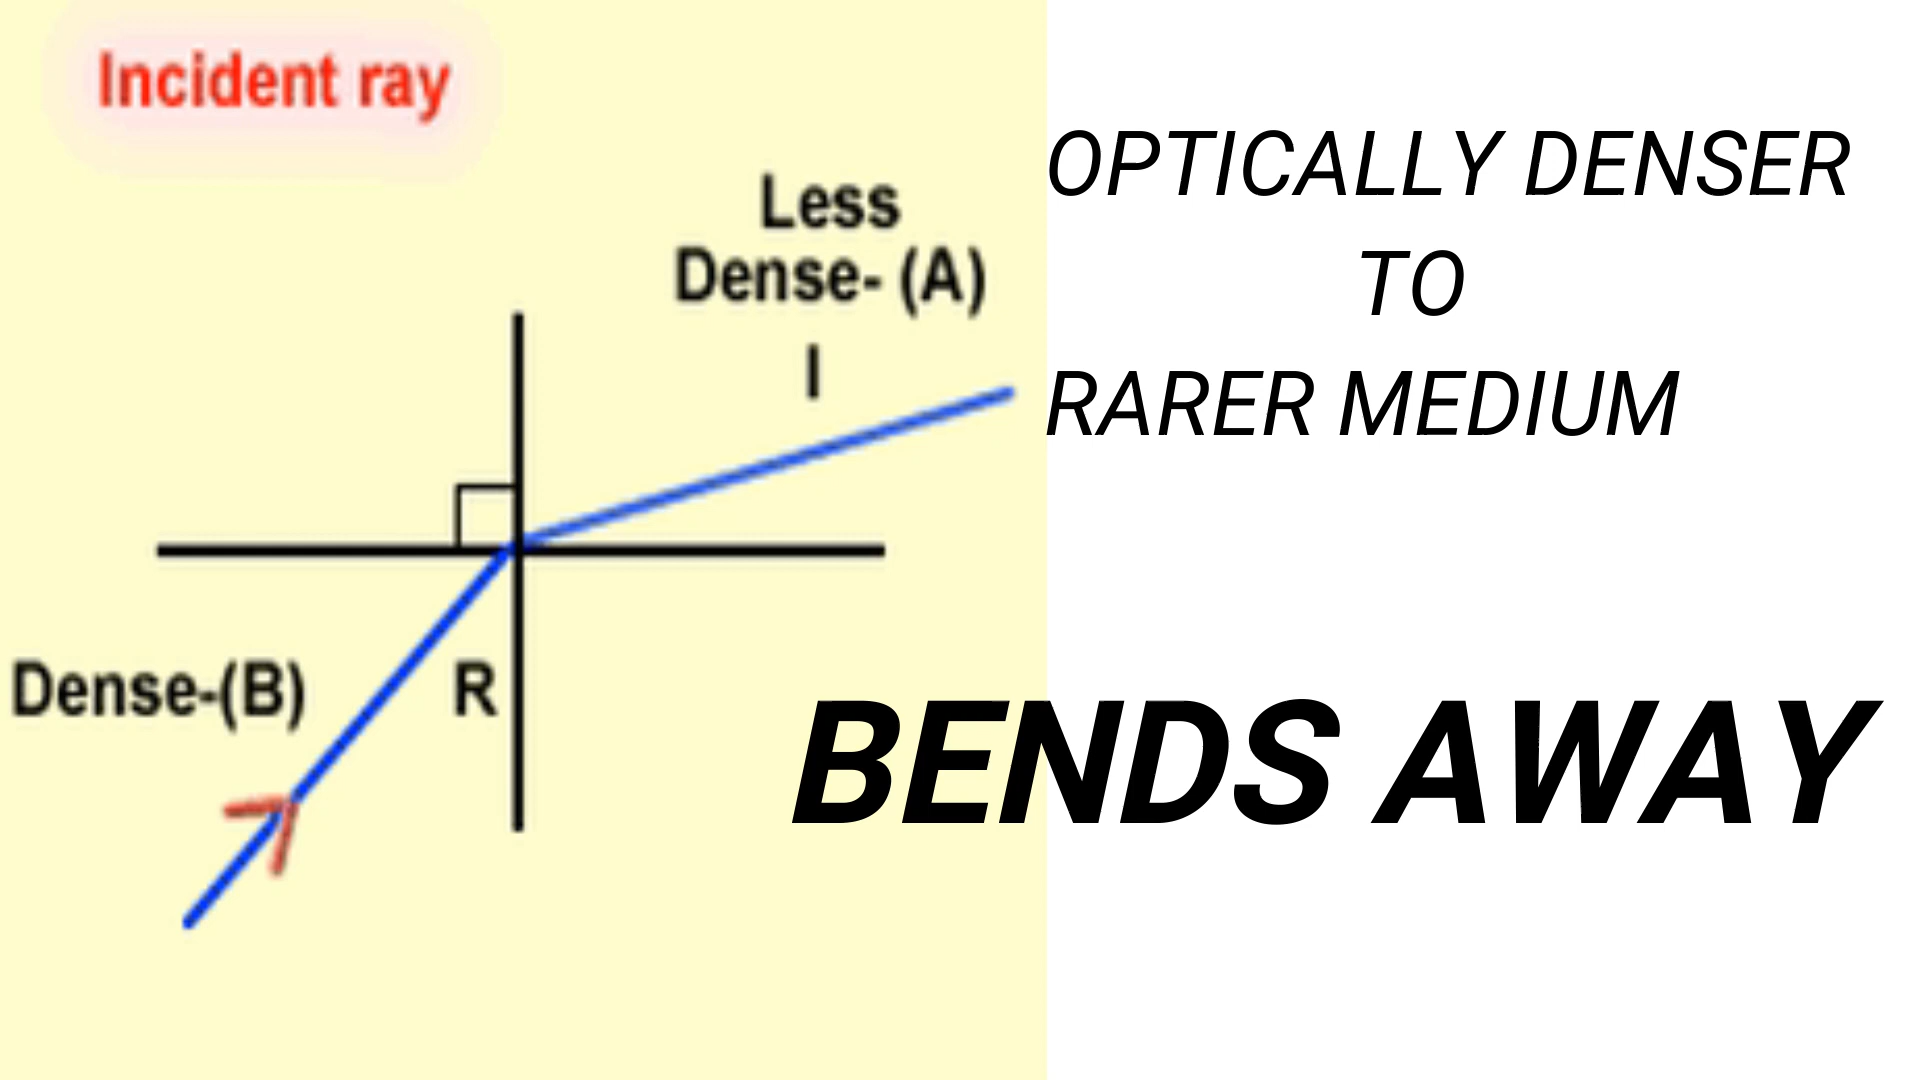 Incident ray
Less
Dense- (A)
I
Dense-(B)
R
OPTICALLY DENSER
TO
RARER MEDIUM
BENDS AWAY